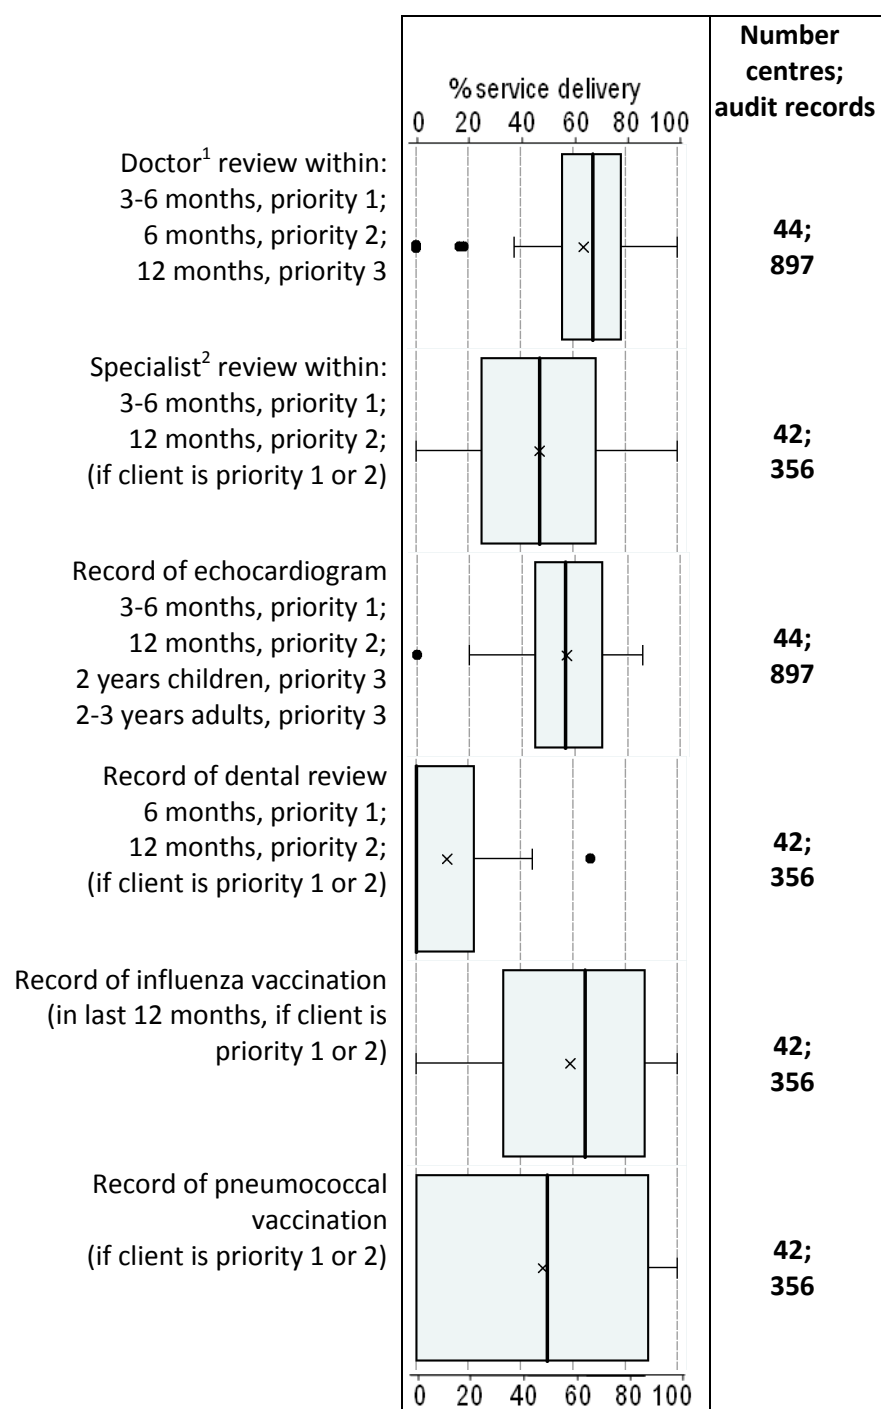 Number
centres;
audit records
% service delivery
0 20 40 60 80 100
Doctor1 review within:
3-6 months, priority 1;
6 months, priority 2;
12 months, priority 3
44;
897
Specialist2 review within:
3-6 months, priority 1;
12 months, priority 2;
(if client is priority 1 or 2)
42;
356
Record of echocardiogram
3-6 months, priority 1;
12 months, priority 2;
2 years children, priority 3
2-3 years adults, priority 3
44;
897
Record of dental review
6 months, priority 1;
12 months, priority 2;
(if client is priority 1 or 2)
42;
356
Record of influenza vaccination
(in last 12 months, if client is
priority 1 or 2)
42;
356
Record of pneumococcal
vaccination
(if client is priority 1 or 2)
42;
356
0 20 40 60 80 100